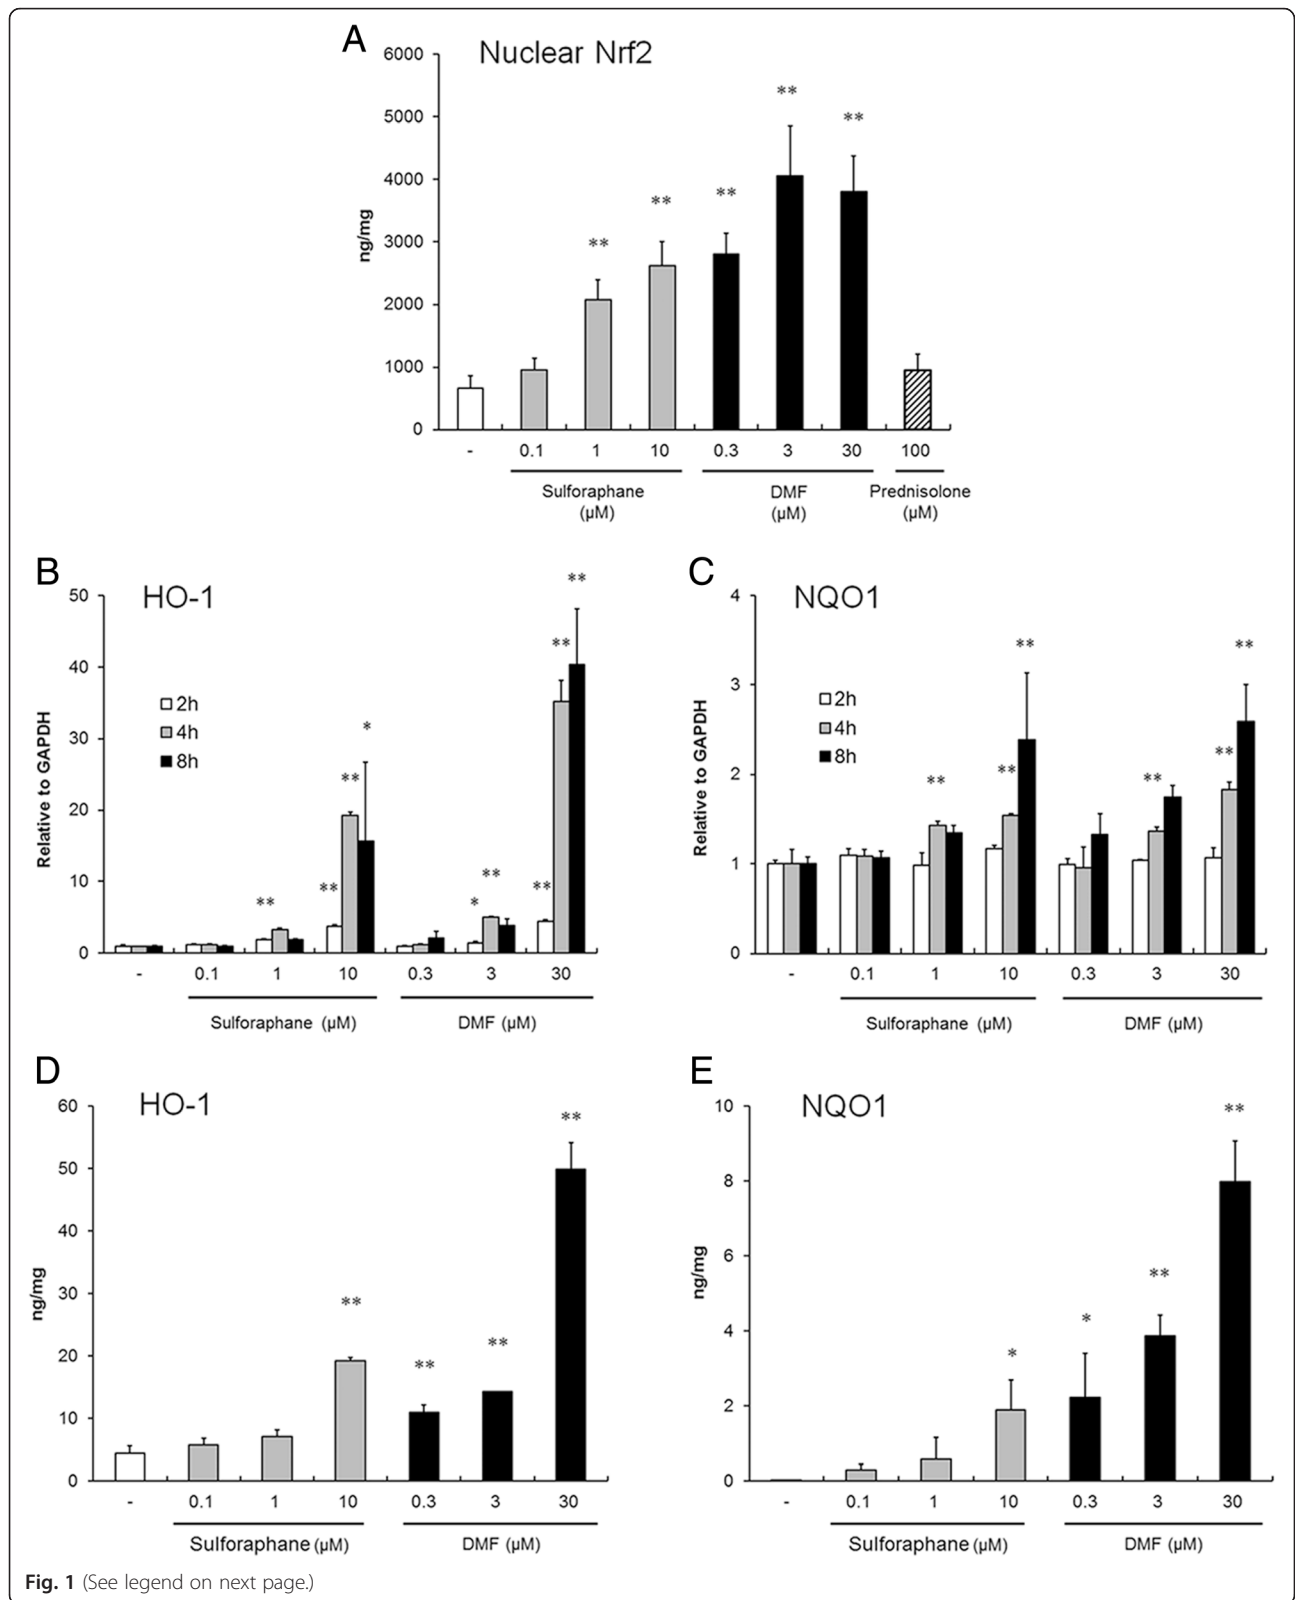 A
Nuclear Nrf2
6000
5000
4000
3000
2000
1000
0
ng/mg
** ** ** ** **
- 0.1 1 10 0.3 3 30 100
Sulforaphane (µM)
DMF (µM)
Prednisolone (µM)
B
HO-1
50
40
30
20
10
0
Relative to GAPDH
2h
4h
8h
** ** ** * * ** ** ** **
- 0.1 1 10 0.3 3 30
Sulforaphane (µM) DMF (µM)
C
NQO1
4
3
2
1
0
Relative to GAPDH
2h
4h
8h
** ** ** ** ** **
- 0.1 1 10 0.3 3 30
Sulforaphane (µM) DMF (µM)
D
HO-1
60
50
40
30
20
10
0
ng/mg
** ** ** **
- 0.1 1 10 0.3 3 30
Sulforaphane (µM) DMF (µM)
E
NQO1
10
8
6
4
2
0
ng/mg
* * ** **
- 0.1 1 10 0.3 3 30
Sulforaphane (µM) DMF (µM)
Fig. 1 (See legend on next page.)